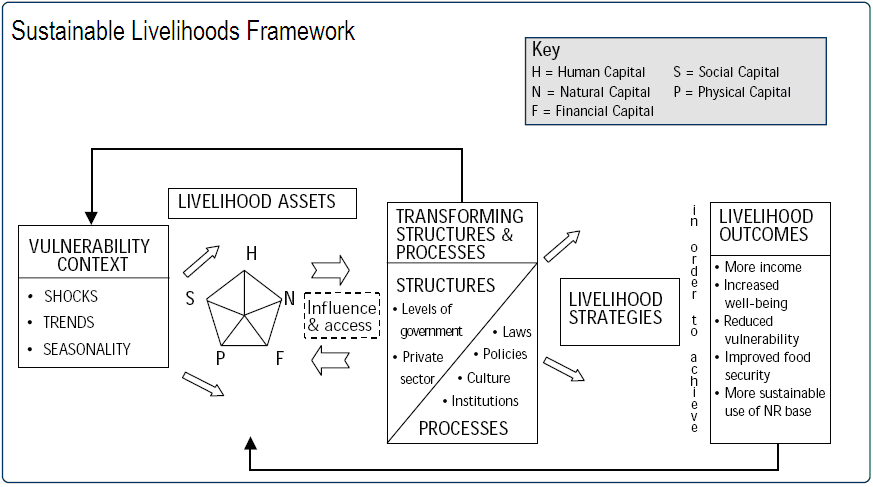 Sustainable Livelihoods Framework
Key
H = Human Capital S = Social Capital
N = Natural Capital P = Physical Capital
F = Financial Capital
VULNERABILITY
CONTEXT
• SHOCKS
• TRENDS
• SEASONALITY
LIVELIHOOD ASSETS
H
S
N
P
F
Influence
& access
TRANSFORMING
STRUCTURES &
PROCESSES
STRUCTURES
• Levels of
government
• Private
sector
• Laws
• Policies
• Culture
• Institutions
PROCESSES
LIVELIHOOD
STRATEGIES
in order to achieve
LIVELIHOOD
OUTCOMES
• More income
• Increased
well-being
• Reduced
vulnerability
• Improved food
security
• More sustainable
use of NR base